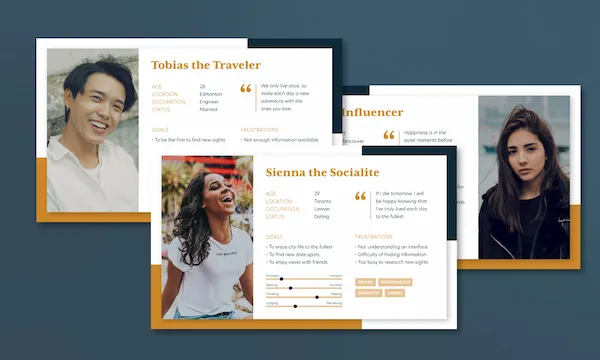 Tobias the Traveler
AGE 28
LOCATION Edmonton
OCCUPATION Engineer
STATUS Married
“ We only live once, so
make each day a new
adventure with the
ones you love.
GOALS
• To be the first to find new sights
FRUSTRATIONS
• Not enough information available
Influencer
ancouver
“ Happiness is in the
quiet moments before
Sienna the Socialite
AGE 29
LOCATION Toronto
OCCUPATION Lawyer
STATUS Dating
“ If I die tomorrow, I will
be happy knowing that
I've truly lived each day
to the fullest
GOALS
• To enjoy city life to the fullest
• To find new date spots
• To enjoy views with friends
FRUSTRATIONS
• Not understanding an interface
• Difficulty of finding information
• Too busy to research new sights
Introvert Extrovert
Sensing Intuition
Thinking Feeling
Judging Perceiving
DRIVEN SPONTANEOUS